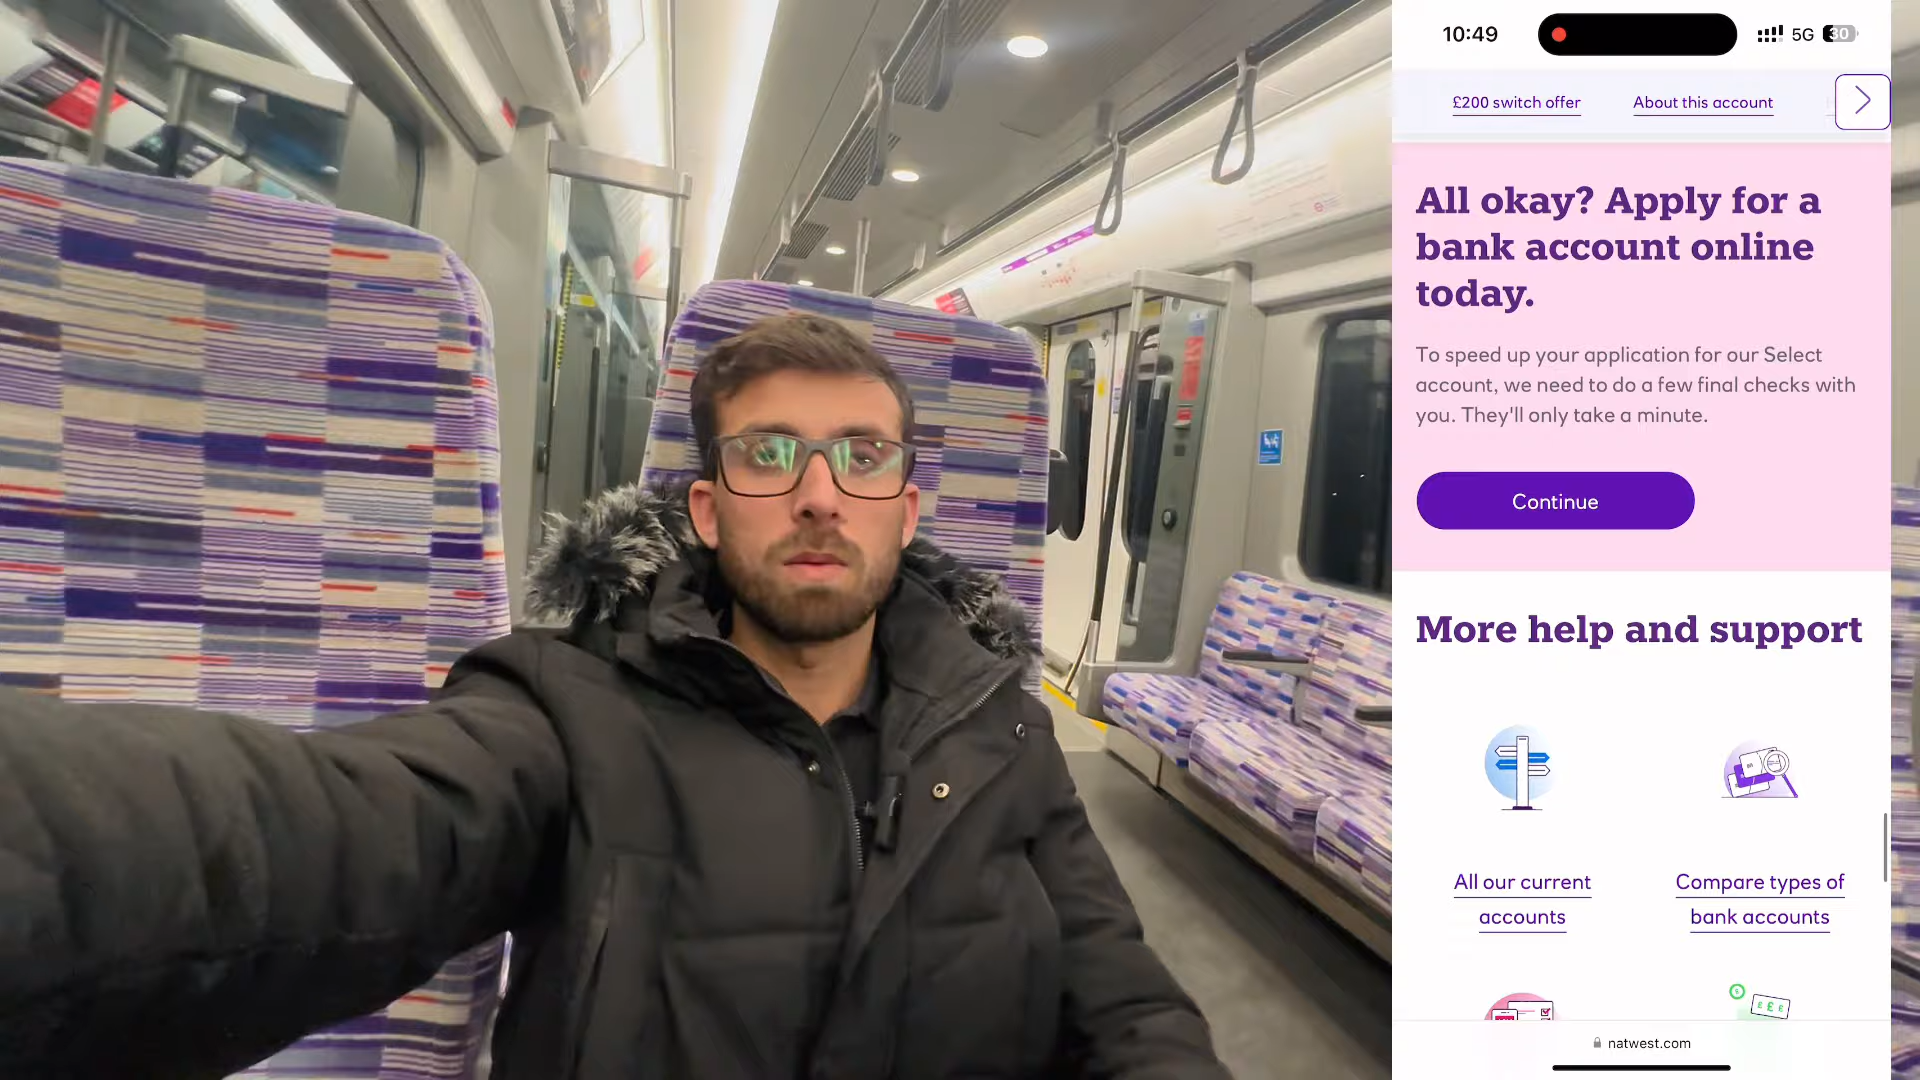 10:49
5G
30
£200 switch offer
About this account
All okay? Apply for a
bank account online
today.
To speed up your application for our Select
account, we need to do a few final checks with
you. They'll only take a minute.
Continue
More help and support
All our current
accounts
Compare types of
bank accounts
£ £ £
natwest.com